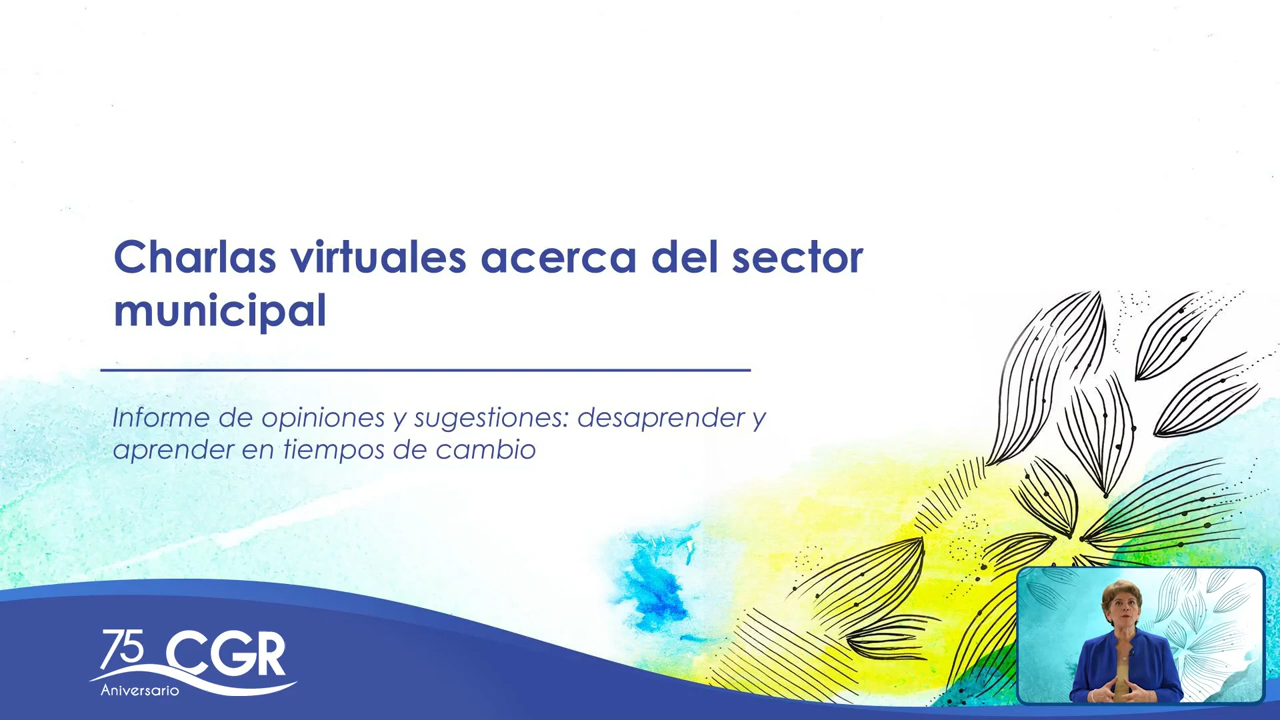 Charlas virtuales acerca del sector
municipal
Informe de opiniones y sugestiones: desaprender y
aprender en tiempos de cambio
75 CGR
Aniversario